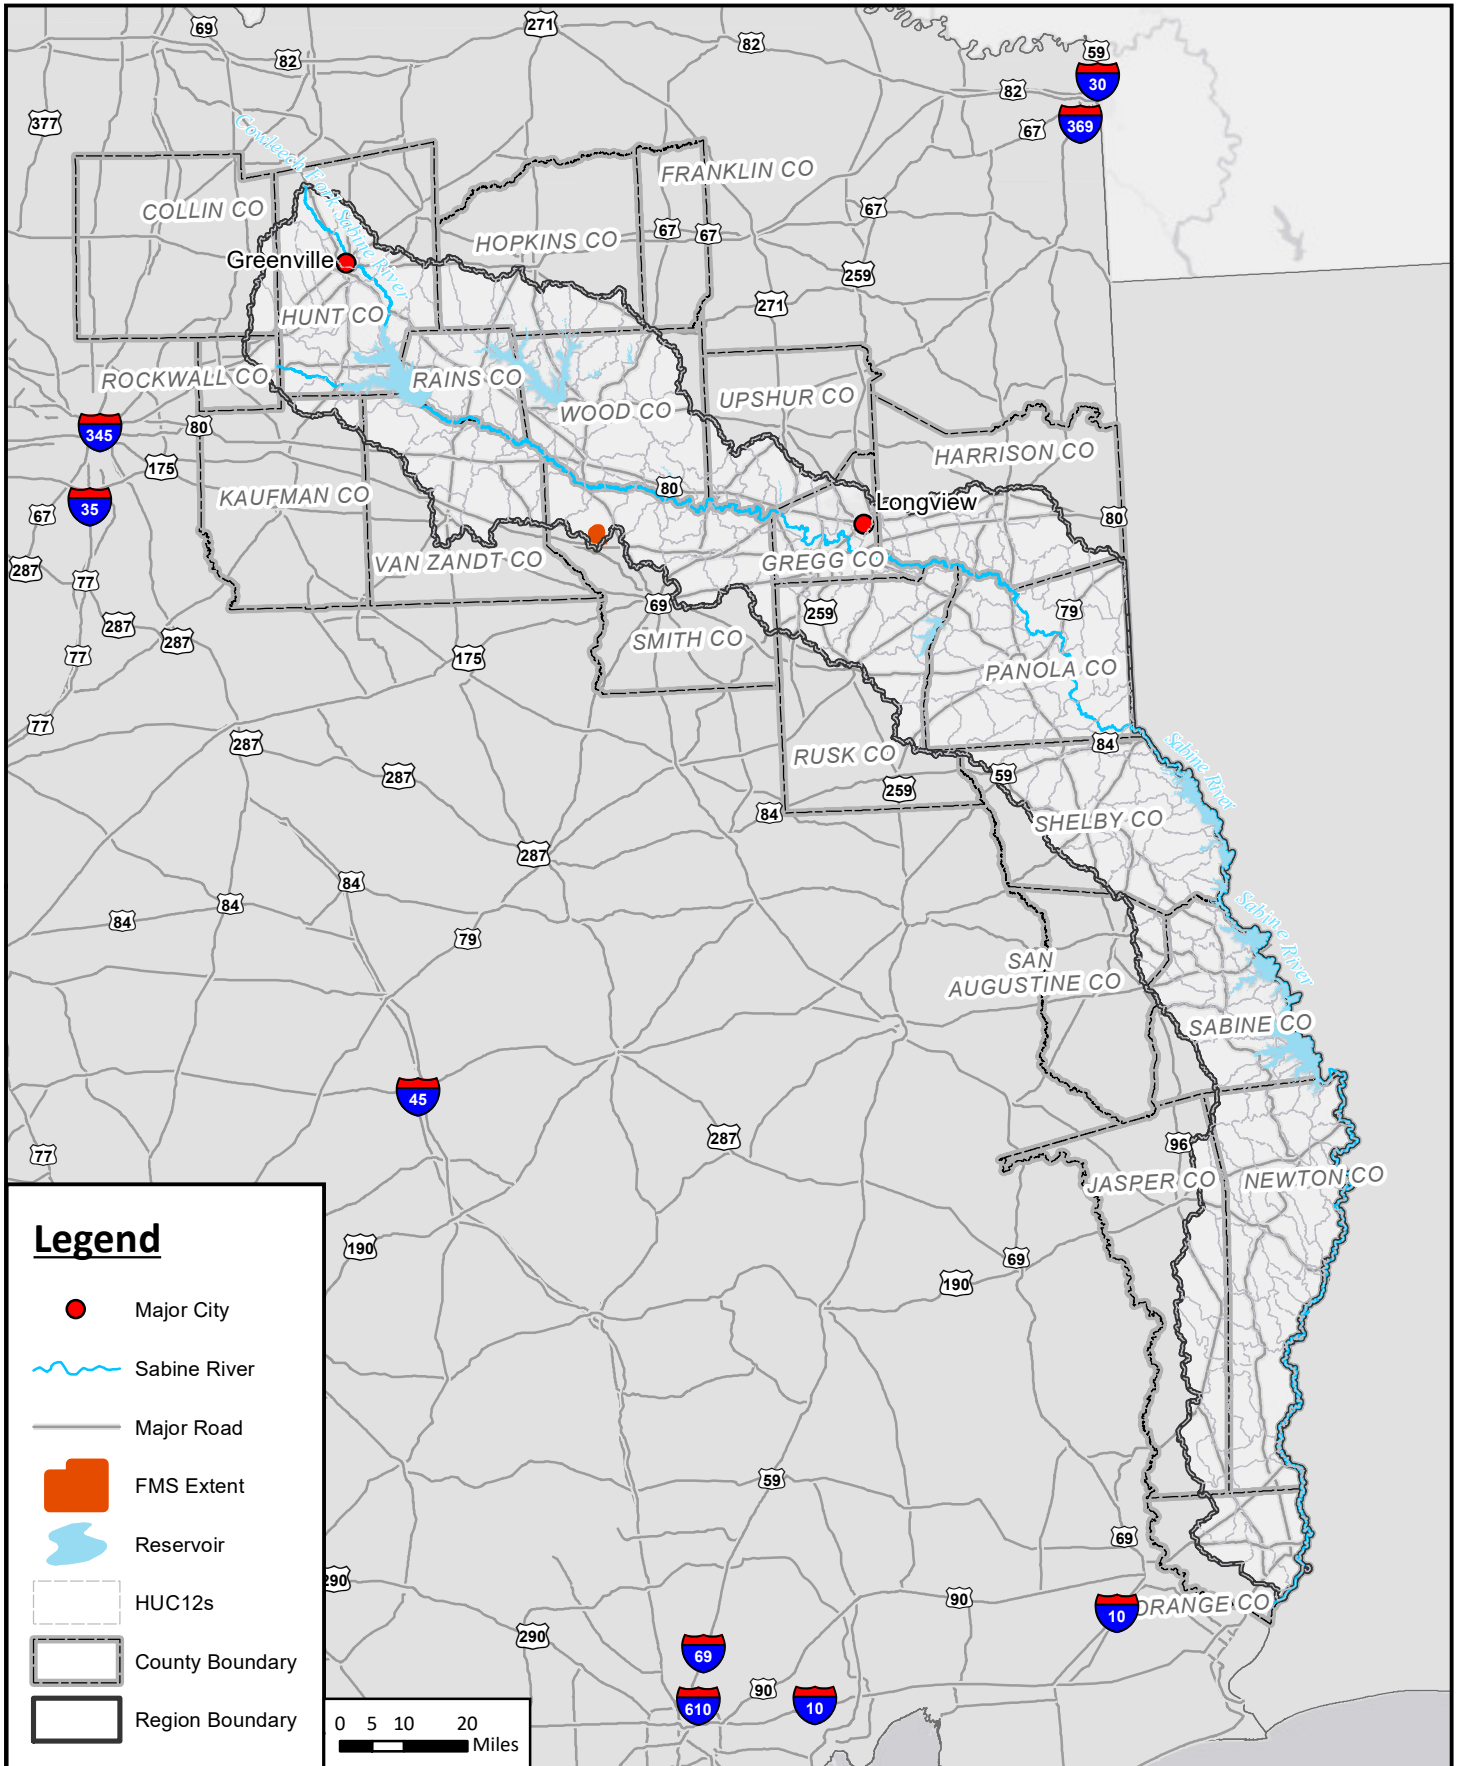 69
271
82
82
59
30
82
369
67
377
Cowleech Fork Sabine River
FRANKLIN CO
COLLIN CO
67
HOPKINS CO
67
67
Greenville
259
271
HUNT CO
ROCKWALL CO
RAINS CO
UPSHUR CO
WOOD CO
80
345
175
HARRISON CO
KAUFMAN CO
80
Longview
35
67
80
VAN ZANDT CO
GREGG CO
287
77
69
259
79
287
287
SMITH CO
77
175
PANOLA CO
77
287
84
Sabine River
RUSK CO
287
59
259
84
SHELBY CO
287
84
84
84
Sabine River
79
SAN
AUGUSTINE CO
SABINE CO
45
287
96
77
JASPER CO
NEWTON CO
190
69
190
59
69
290
90
ORANGE CO
10
290
69
90
610
10
Legend
Major City
Sabine River
Major Road
FMS Extent
Reservoir
HUC12s
County Boundary
Region Boundary
0 5 10 20
Miles